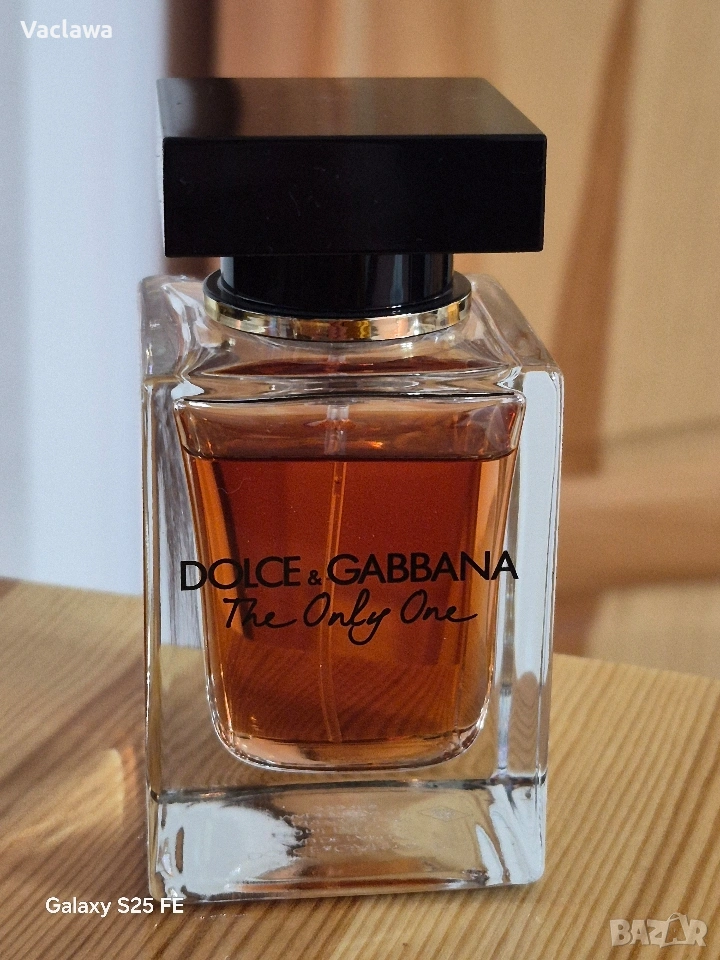 Vaclawa
DOLCE & GABBANA
The Only One
Galaxy S25 FE
BAZAR